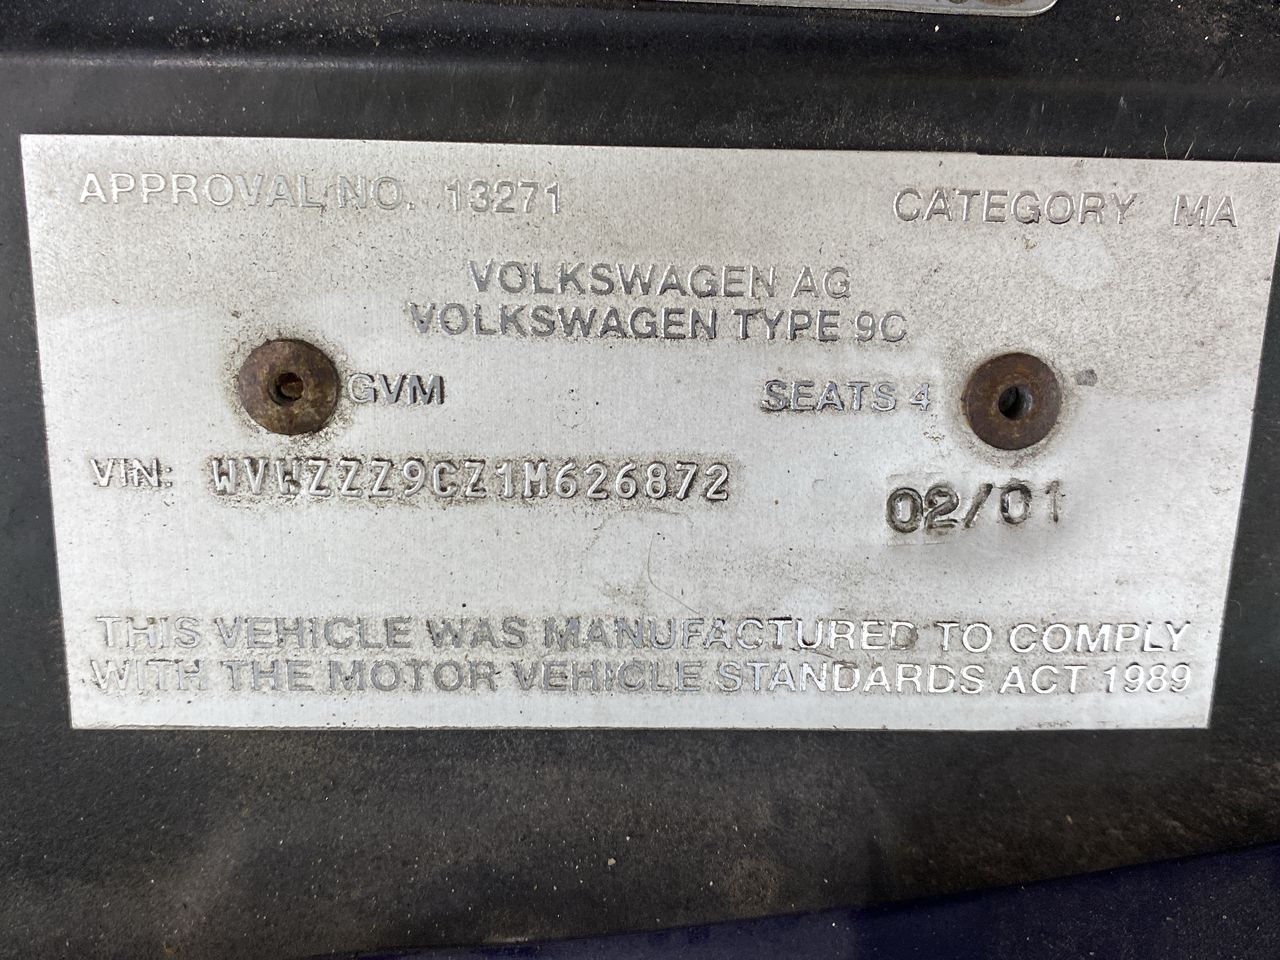 APPROVAL NO. 13271 CATEGORY MA
VOLKSWAGEN AG
VOLKSWAGEN TYPE 9C
GVM SEATS 4
VIN: WVWZZZ9CZ1M626872
02/01
THIS VEHICLE WAS MANUFACTURED TO COMPLY
WITH THE MOTOR VEHICLE STANDARDS ACT 1989